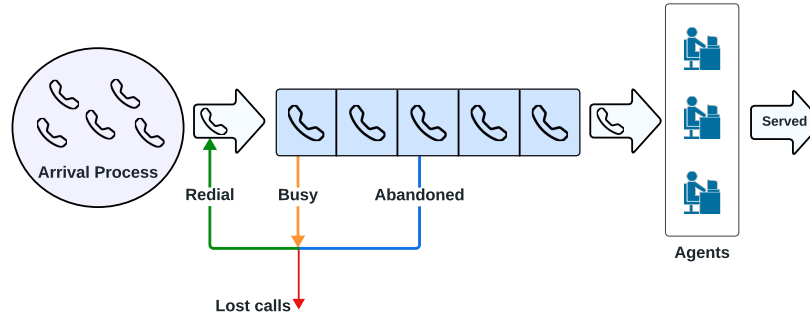 Served
Arrival Process
Redial
Busy
Abandoned
Agents
Lost calls